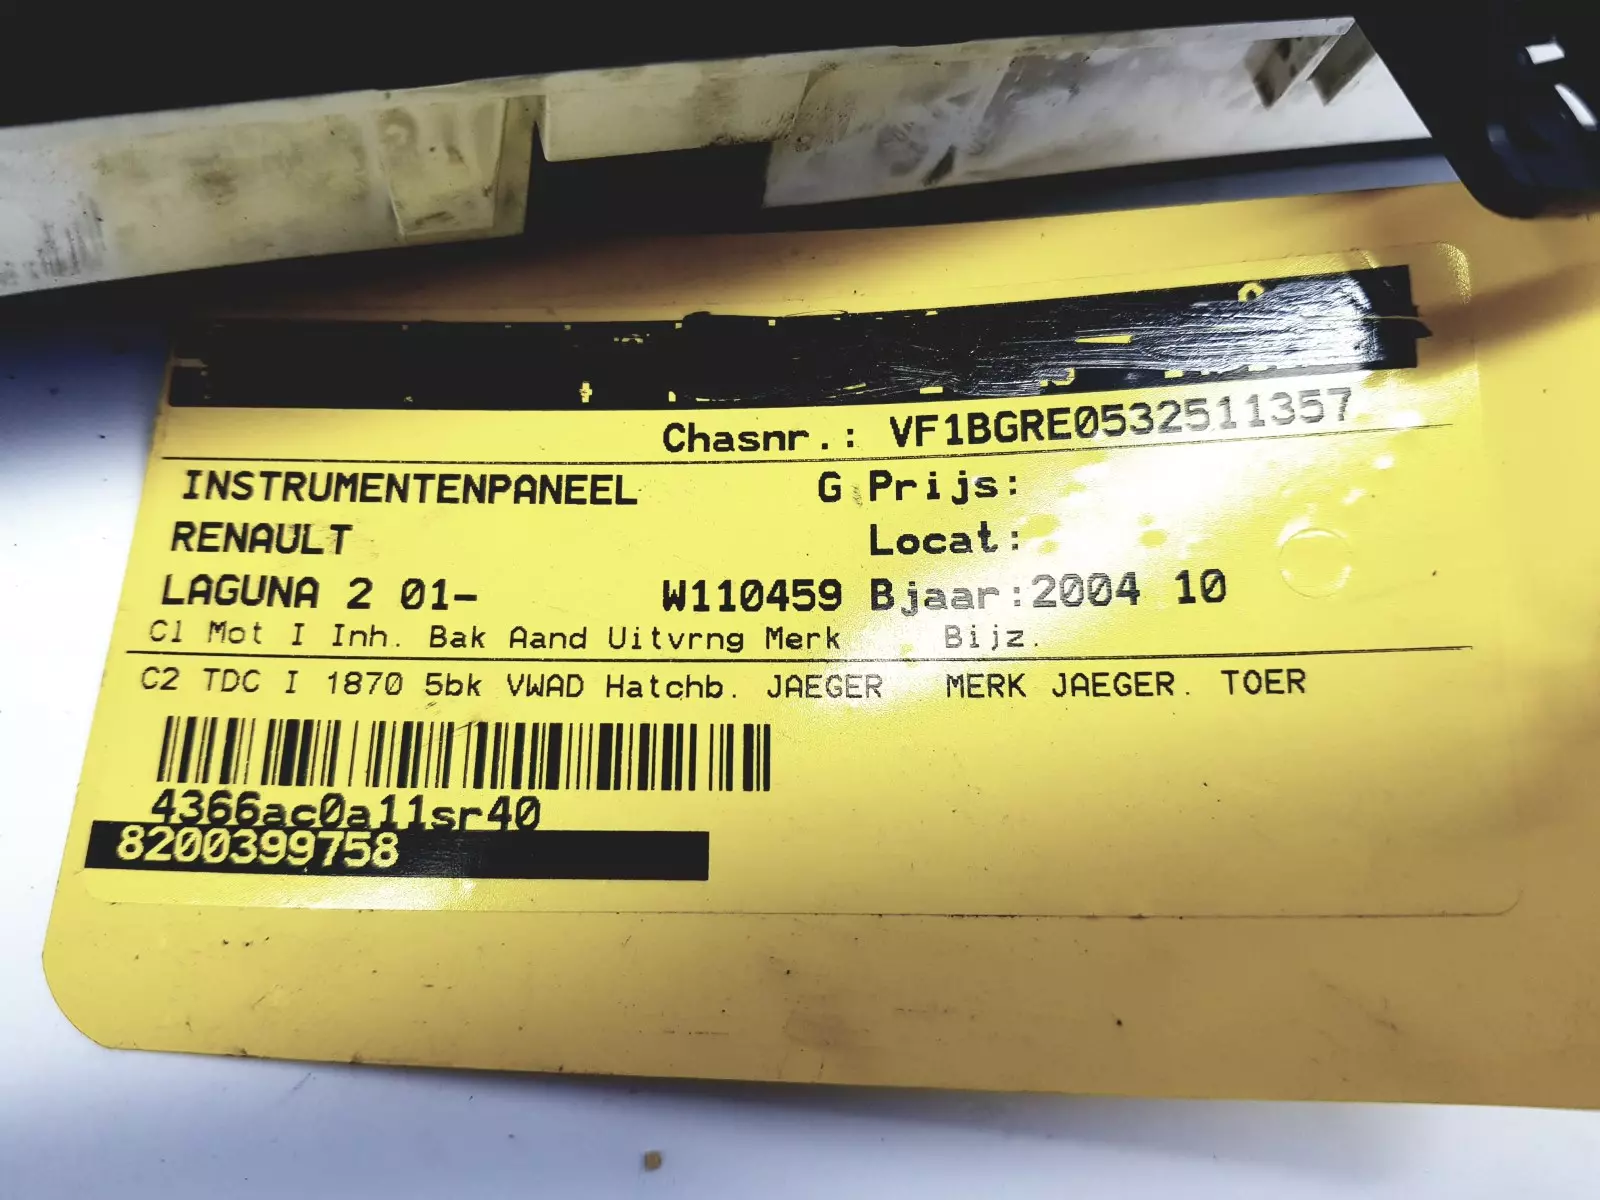 Chasnr.: VF1BGRE0532511357
INSTRUMENTENPANEEL G Prijs:
RENAULT Locat:
LAGUNA 2 01- W110459 Bjaar:2004 10
C1 Mot I Inh. Bak Aand Uitvrng Merk Bijz.
C2 TDC I 1870 5bk VWAD Hatchb. JAEGER MERK JAEGER. TOER
4366ac0a11sr40
8200399758